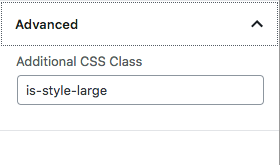 Advanced
Additional CSS Class
is-style-large